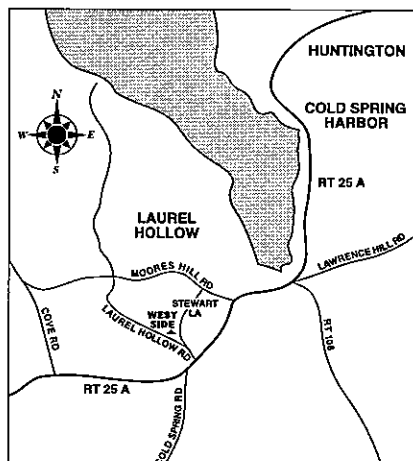 HUNTINGTON
COLD SPRING
HARBOR
N
W
E
S
RT 25 A
LAUREL
HOLLOW
LAWRENCE HILL RD
MOORES HILL RD
STEWART
LA
WEST
SIDE
COVE RD
LAUREL HOLLOW RD
RT 108
RT 25 A
COLD SPRING RD